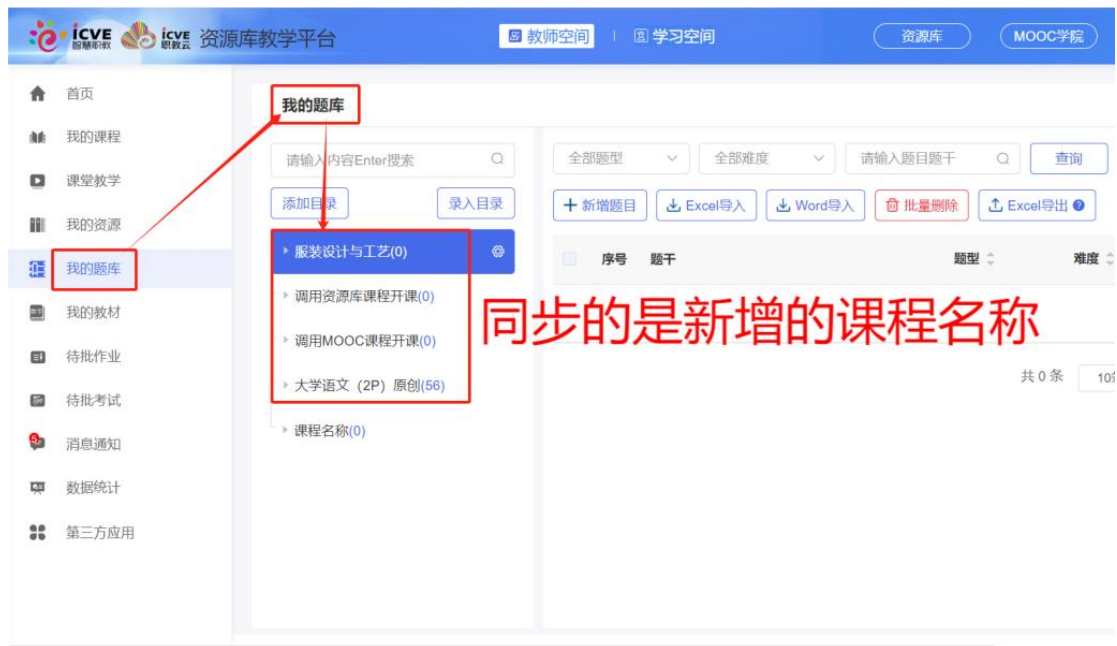 icve 智慧职教 icve 职教云 资源库教学平台 教师空间 学习空间 资源库 MOOC学院
首页
我的课程
课堂教学
我的资源
我的题库
我的教材
待批作业
待批考试
5 消息通知
数据统计
第三方应用
我的题库
请输入内容Enter搜索
添加目录 录入目录
服装设计与工艺(0)
调用资源库课程开课(0)
调用MOOC课程开课(0)
大学语文（2P）原创(56)
课程名称(0)
全部题型 全部难度 请输入题目题干 查询
新增题目 Excel导入 Word导入 批量删除 Excel导出
序号 题干 题型 难度
同步的是新增的课程名称
共 0 条 10